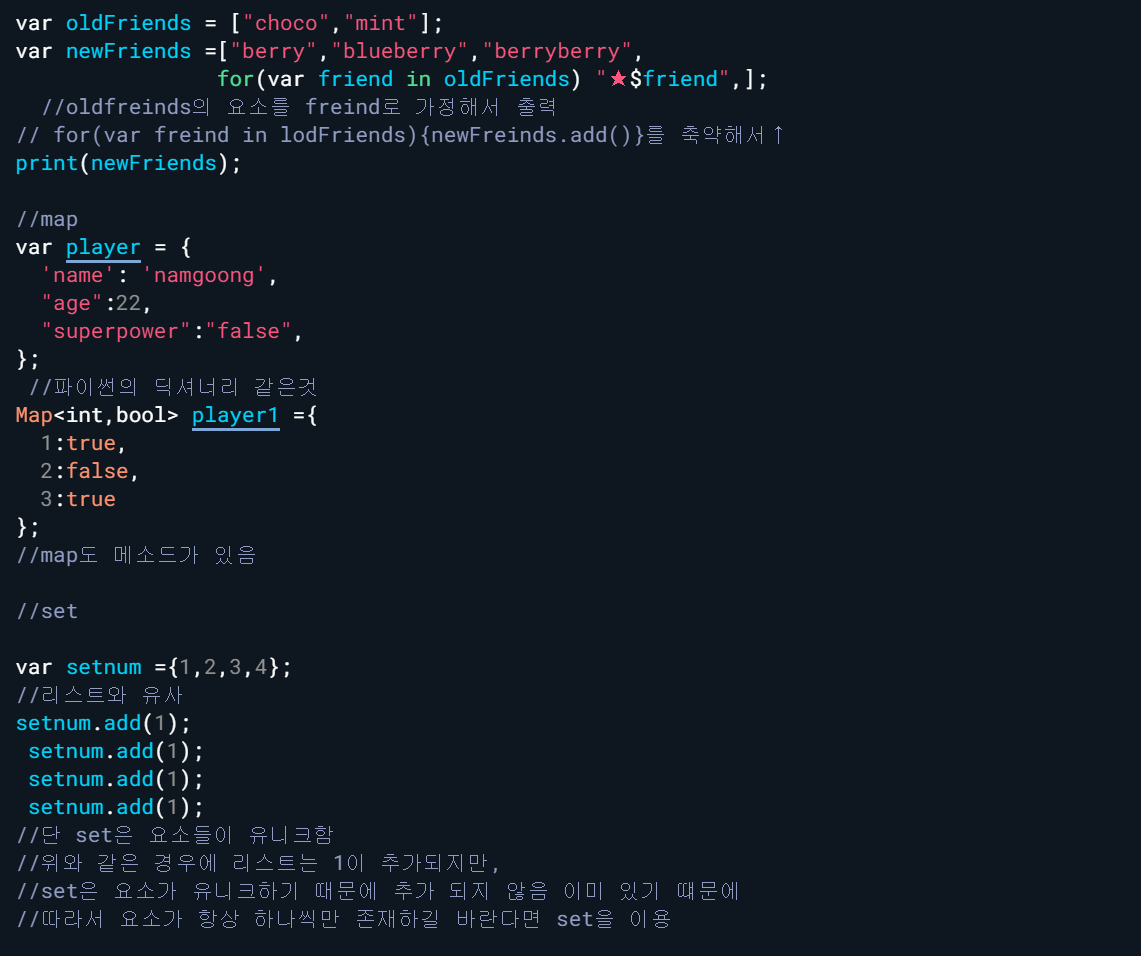 var oldFriends = ["choco","mint"];
var newFriends =["berry","blueberry","berryberry",
for(var friend in oldFriends) "★$friend",];
//oldfreinds의 요소를 freind로 가정해서 출력
// for(var freind in lodFriends){newFreinds.add()}를 축약해서↑
print(newFriends);
//map
var player = {
'name': 'namgoong',
"age":22,
"superpower":"false",
};
//파이썬의 딕셔너리 같은것
Map<int,bool> player1 ={
1:true,
2:false,
3:true
};
//map도 메소드가 있음
//set
var setnum ={1,2,3,4};
//리스트와 유사
setnum.add(1);
setnum.add(1);
setnum.add(1);
setnum.add(1);
//단 set은 요소들이 유니크함
//위와 같은 경우에 리스트는 1이 추가되지만,
//set은 요소가 유니크하기 때문에 추가 되지 않음 이미 있기 떄문에
//따라서 요소가 항상 하나씩만 존재하길 바란다면 set을 이용